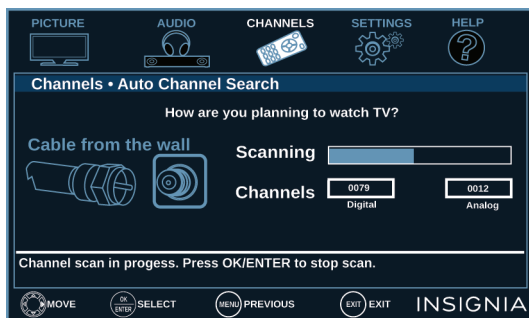 PICTURE AUDIO CHANNELS SETTINGS HELP
Channels • Auto Channel Search
How are you planning to watch TV?
Cable from the wall
Scanning
Channels 0079 0012
Digital Analog
Channel scan in progess. Press OK/ENTER to stop scan.
MOVE OK ENTER SELECT MENU PREVIOUS EXIT EXIT INSIGNIA